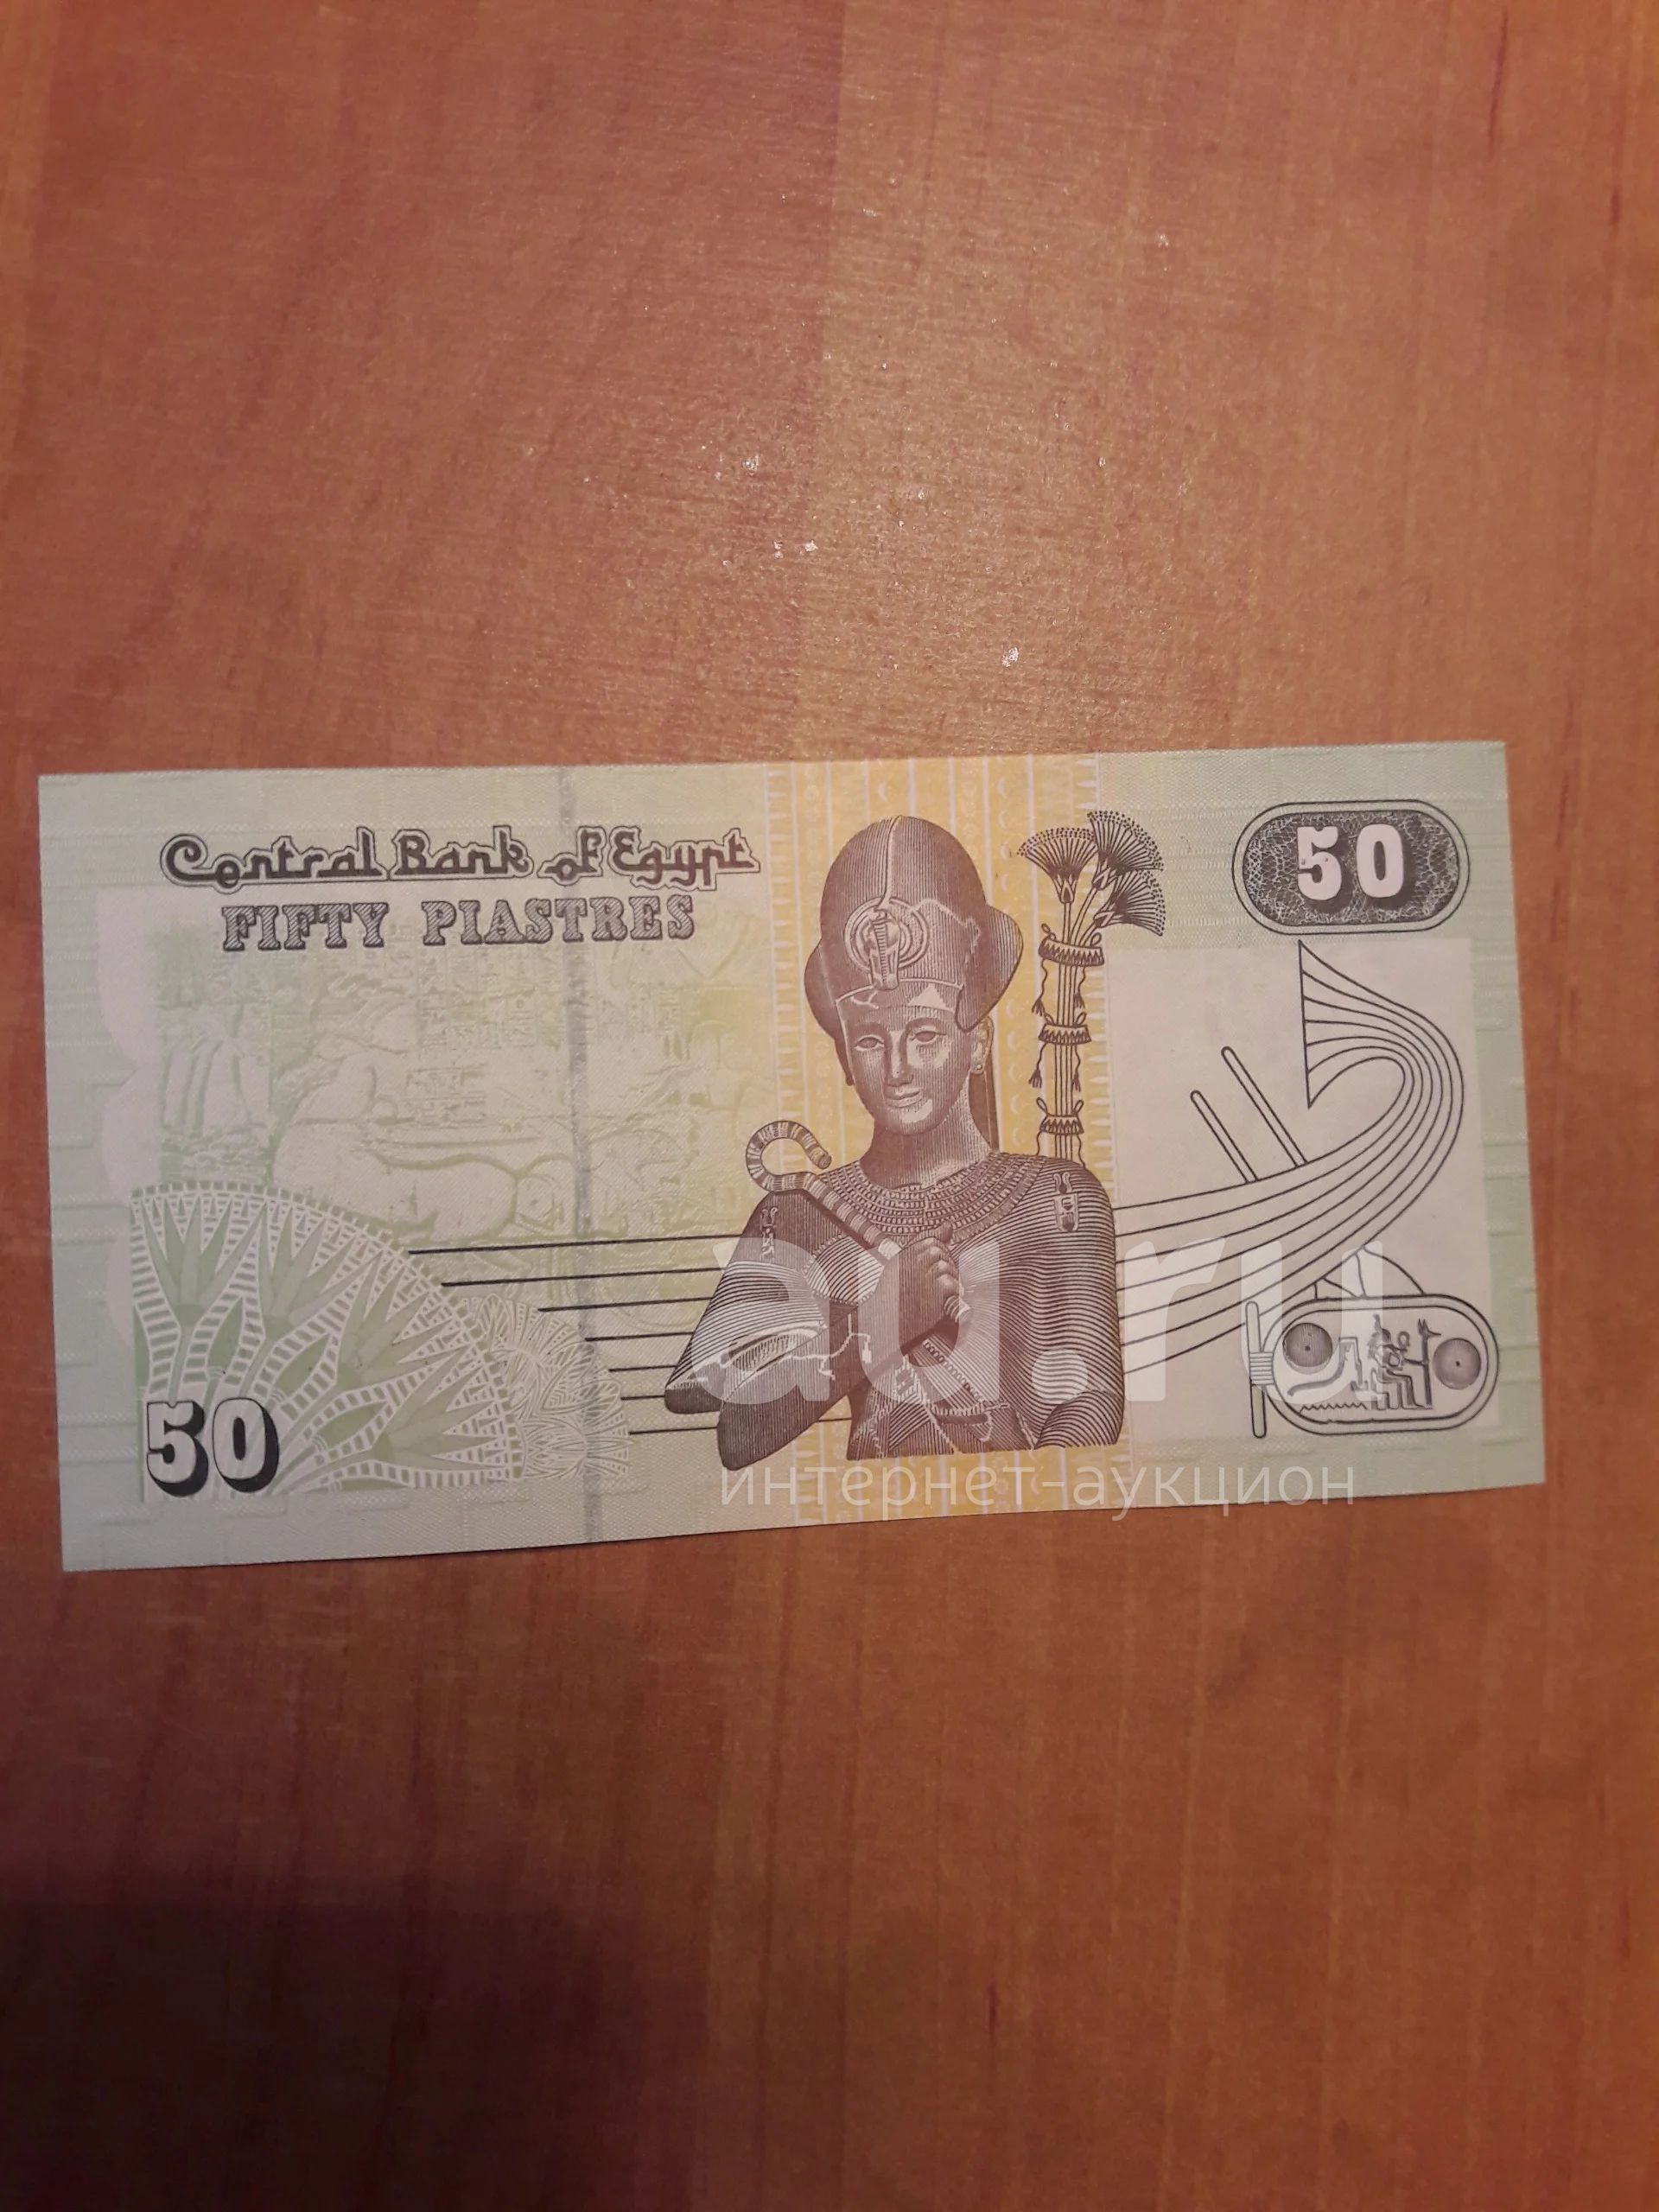 Central Bank of Egypt
FIFTY PIASTRES
50
50
au.ru
интернет-аукцион